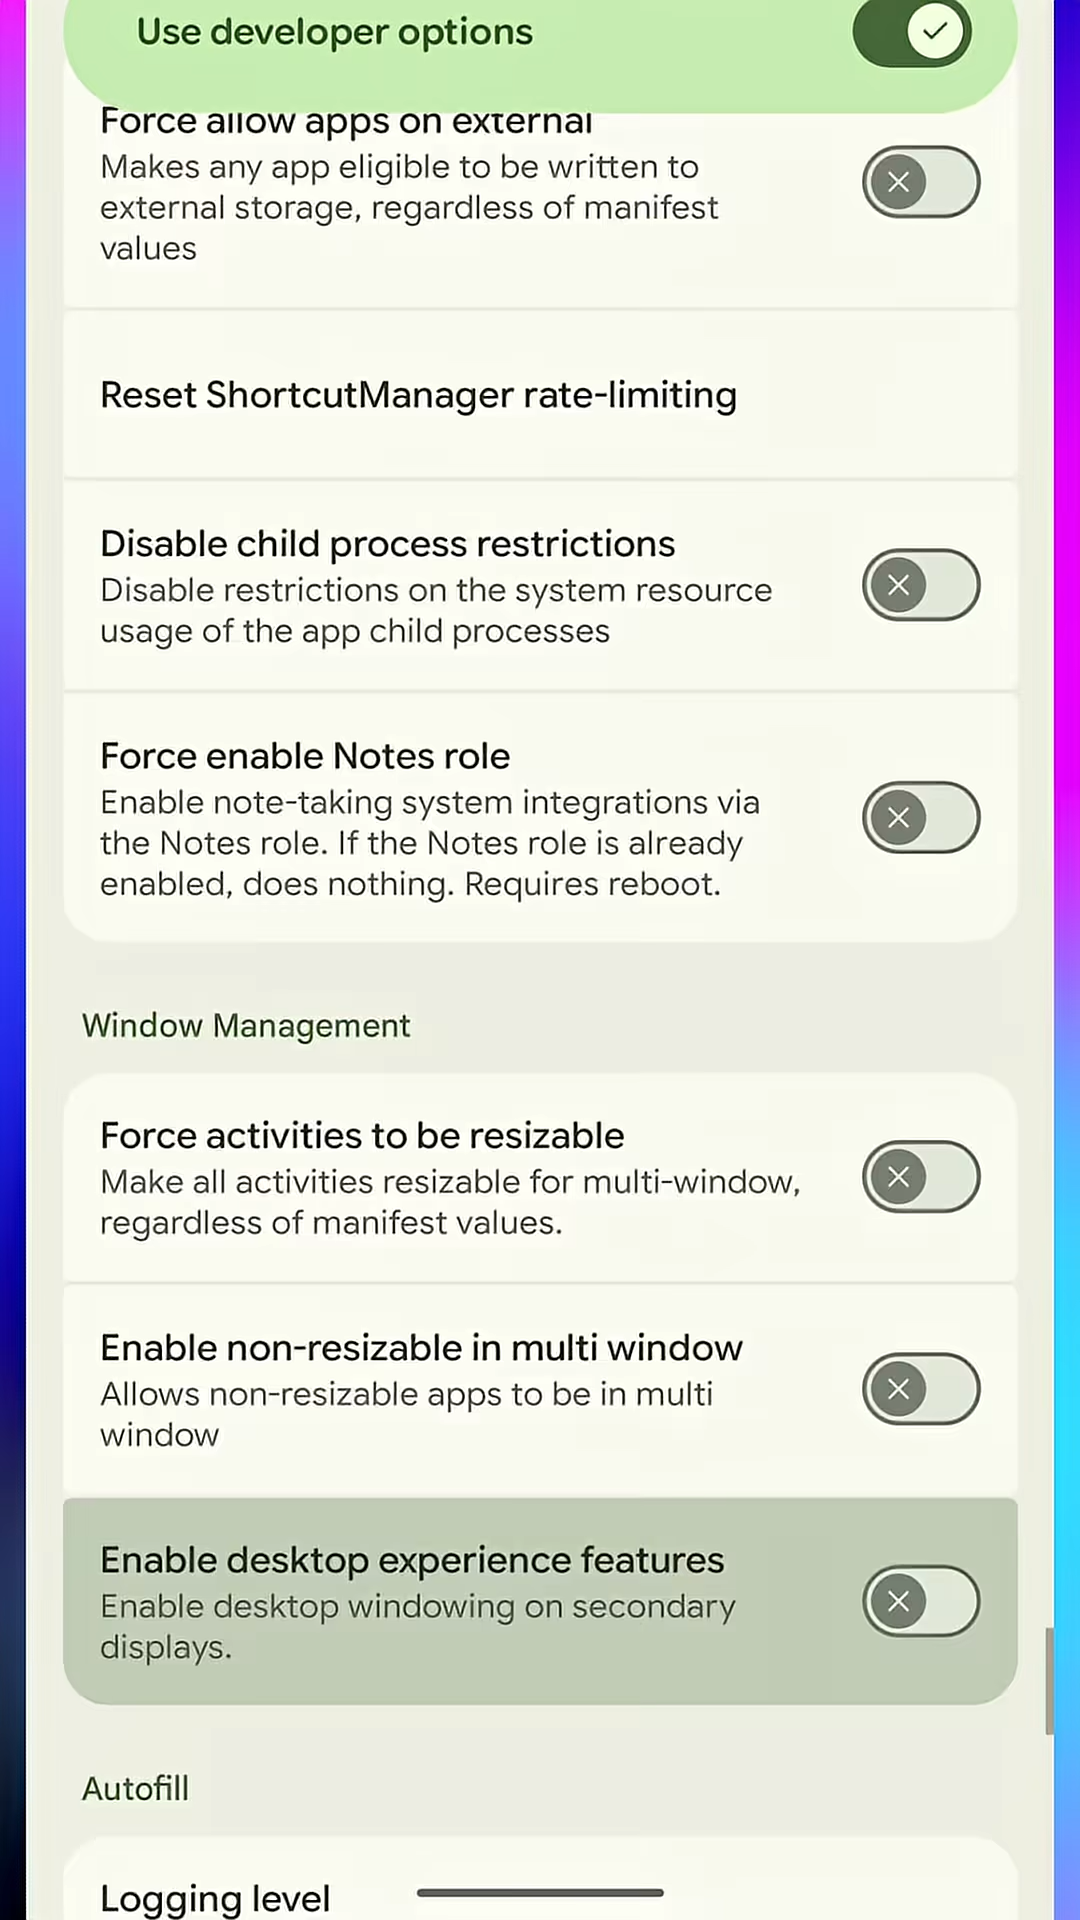 Use developer options
Force allow apps on external
Makes any app eligible to be written to
external storage, regardless of manifest
values
Reset ShortcutManager rate-limiting
Disable child process restrictions
Disable restrictions on the system resource
usage of the app child processes
Force enable Notes role
Enable note-taking system integrations via
the Notes role. If the Notes role is already
enabled, does nothing. Requires reboot.
Window Management
Force activities to be resizable
Make all activities resizable for multi-window,
regardless of manifest values.
Enable non-resizable in multi window
Allows non-resizable apps to be in multi
window
Enable desktop experience features
Enable desktop windowing on secondary
displays.
Autofill
Logging level